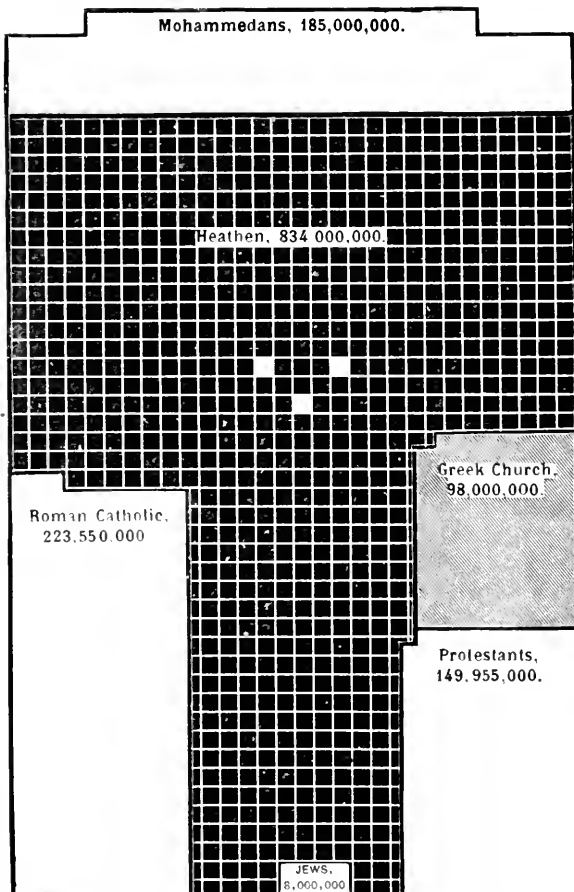 Mohammedans, 185,000,000.
Heathen, 834 000,000.
Greek Church,
98,000,000.
Roman Catholic,
223,550,000
Protestants,
149,955,000.
JEWS,
8,000,000